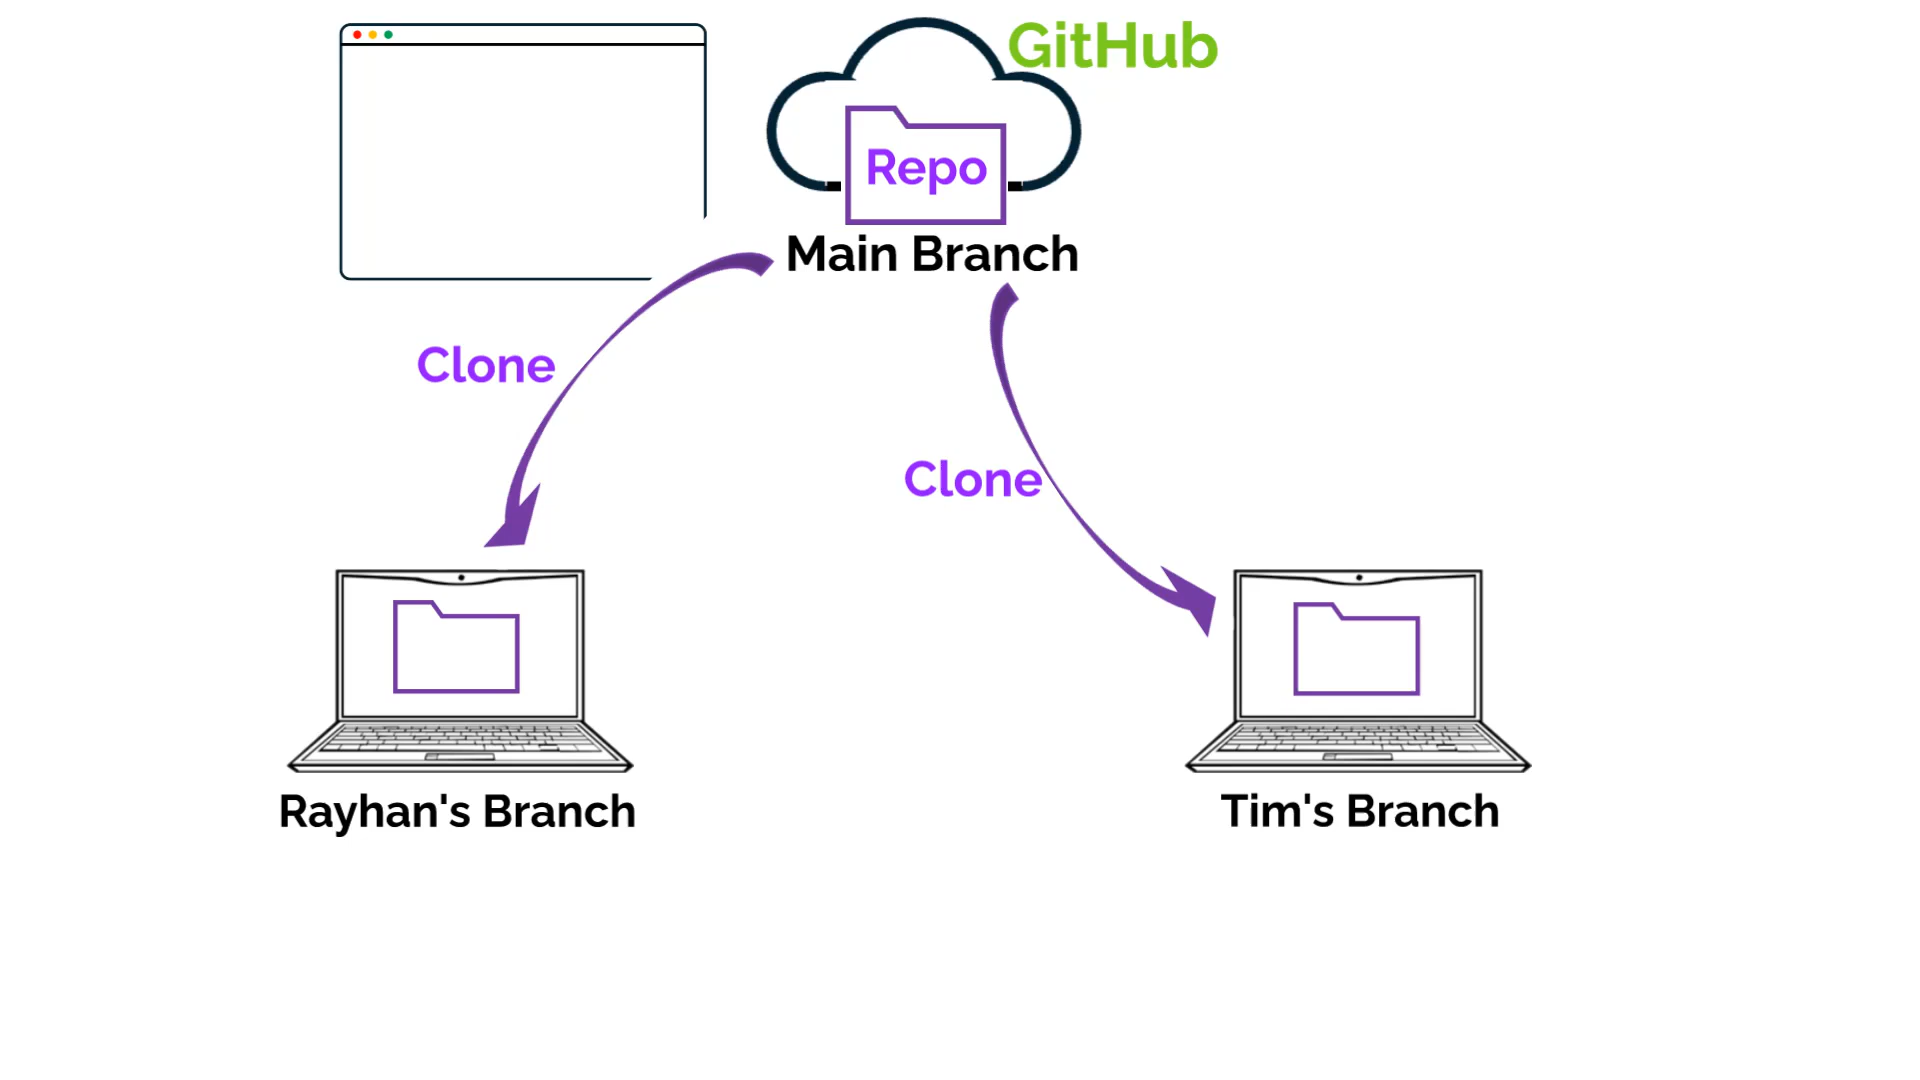 GitHub
Repo
Main Branch
Clone
Clone
Rayhan's Branch
Tim's Branch